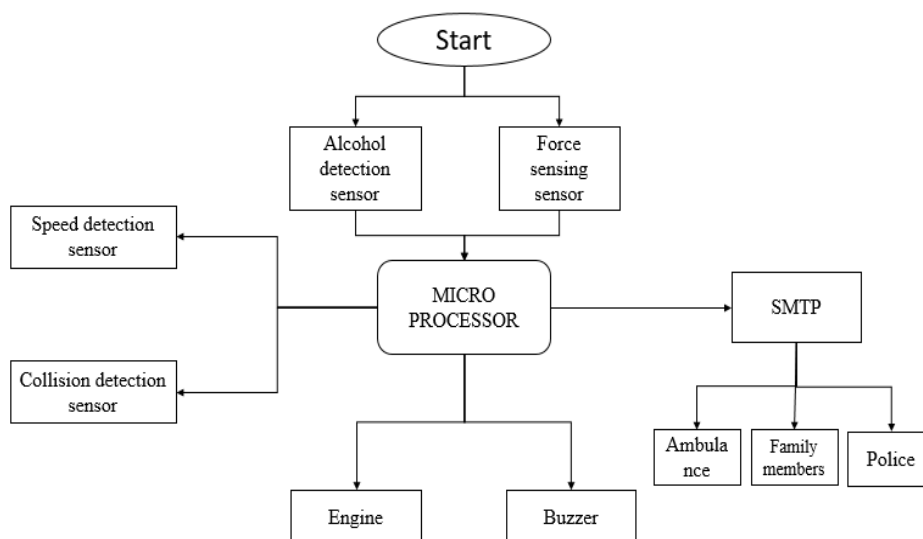 Start
Alcohol
detection
sensor
Force
sensing
sensor
Speed detection
sensor
MICRO
PROCESSOR
SMTP
Collision detection
sensor
Ambula
nce
Family
members
Police
Engine
Buzzer